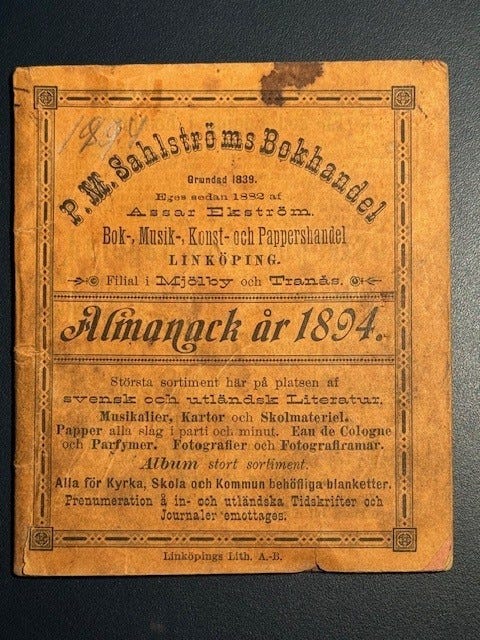 1894
P. M. Sahlströms Bokhandel
Grundad 1839.
Eges sedan 1882 af
Assar Ekström.
Bok-, Musik-, Konst- och Pappershandel
LINKÖPING.
Filial i Mjölby och Tranås.
Almanack år 1894.
Största sortiment här på platsen af
svensk och utländsk Literatur.
Musikalier, Kartor och Skolmateriel.
Papper alla slag i parti och minut. Eau de Cologne
och Parfymer. Fotografier och Fotografiramar.
Album stort sortiment.
Alla för Kyrka, Skola och Kommun behöfliga blanketter.
Prenumeration å in- och utländska Tidskrifter och
Journaler emottages.
Linköpings Lith. A.-B.